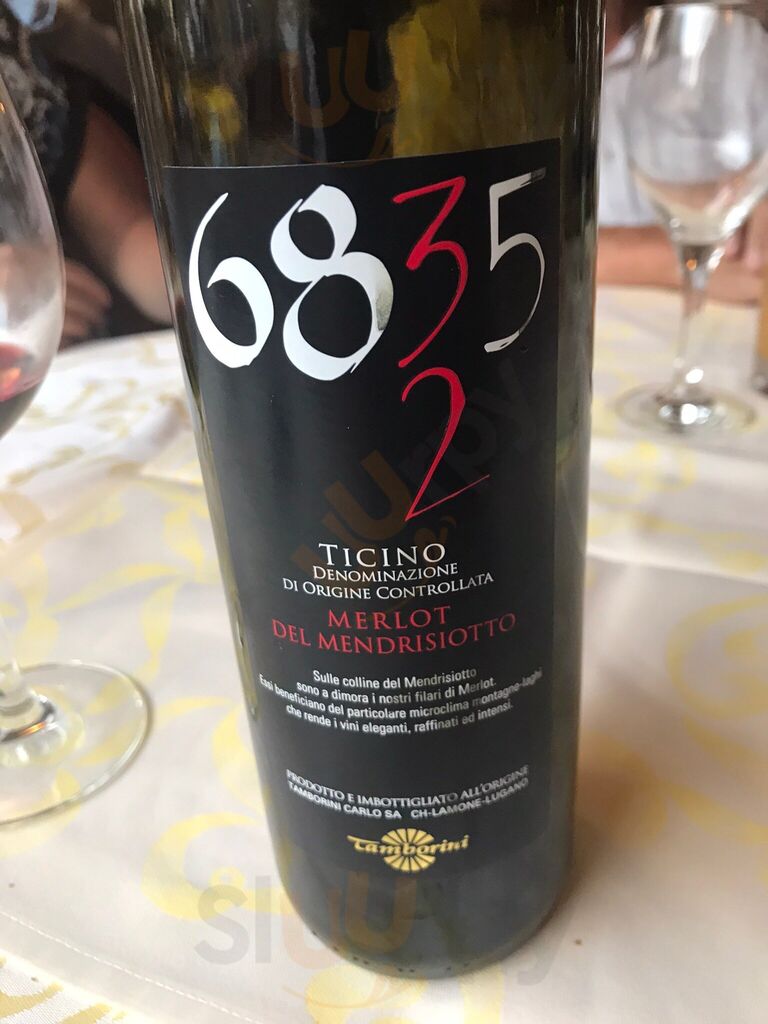 6835
2
TICINO
DENOMINAZIONE
DI ORIGINE CONTROLLATA
MERLOT
DEL MENDRISIOTTO
Sulle colline del Mendrisiotto
sono a dimora i nostri filari di Merlot.
Essi beneficiano del particolare microclima montagne-laghi
che rende i vini eleganti, raffinati ed intensi.
PRODOTTO E IMBOTTIGLIATO ALL'ORIGINE
TAMBORINI CARLO SA CH-LAMONE-LUGANO
Tamborini
Sluurpy